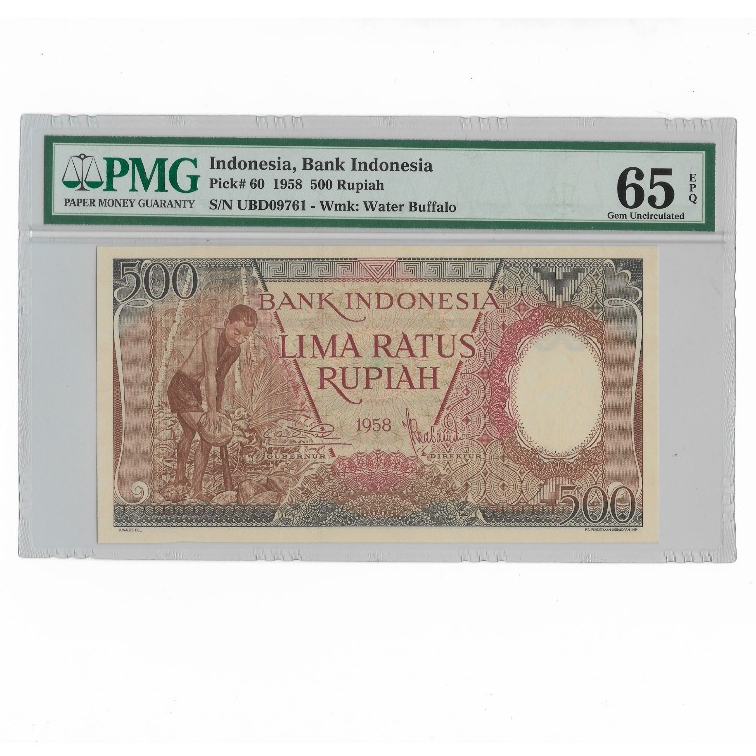 PMG
PAPER MONEY GUARANTY
Indonesia, Bank Indonesia
Pick# 60 1958 500 Rupiah
S/N UBD09761 - Wmk: Water Buffalo
65
EPQ
Gem Uncirculated
500
BANK INDONESIA
LIMA RATUS
RUPIAH
1958
GUBERNUR
DIREKTUR
500